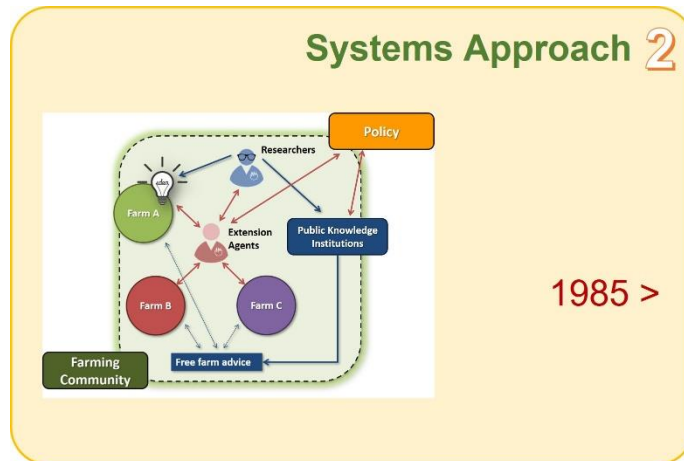 Systems Approach 2
Policy
Researchers
idea
Farm A
Extension
Agents
Public Knowledge
Institutions
Farm B
Farm C
1985 >
Free farm advice
Farming
Community